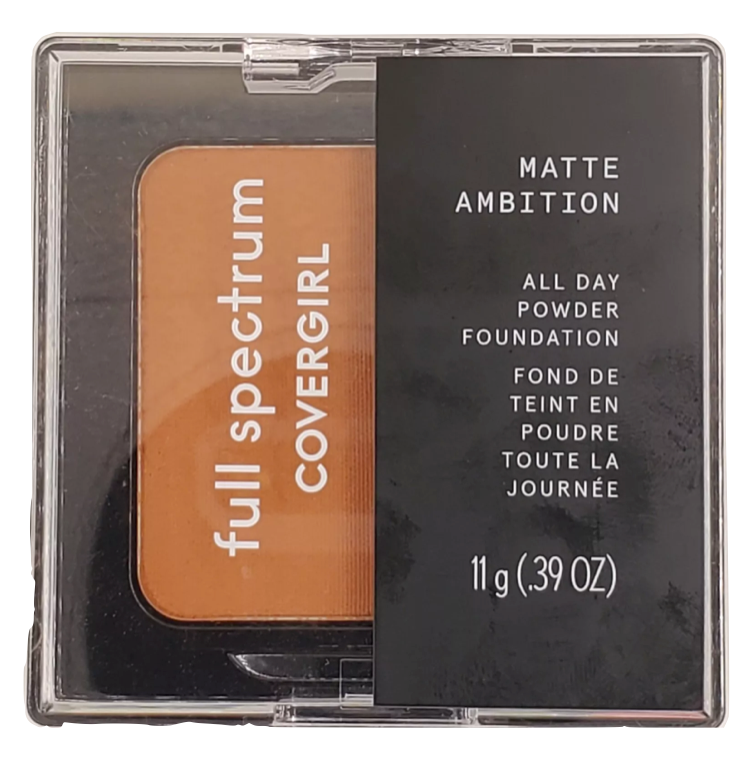 full spectrum
COVERGIRL
MATTE
AMBITION
ALL DAY
POWDER
FOUNDATION
FOND DE
TEINT EN
POUDRE
TOUTE LA
JOURNÉE
11 g (.39 OZ)